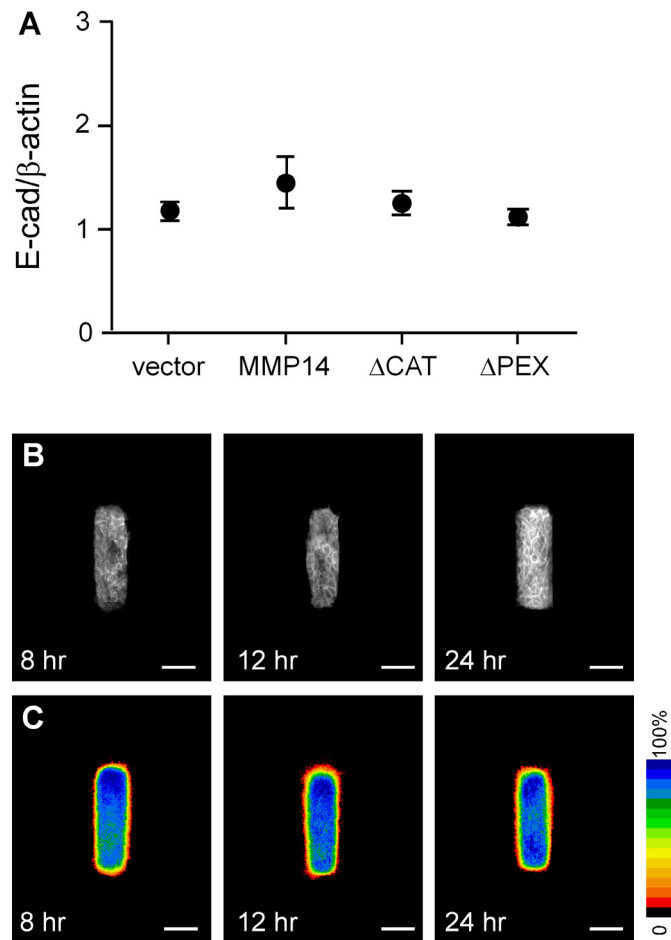 A
E-cad/β-actin
3
2
1
0
vector MMP14 ΔCAT ΔPEX
B
8 hr 12 hr 24 hr
C
8 hr 12 hr 24 hr
100%
0